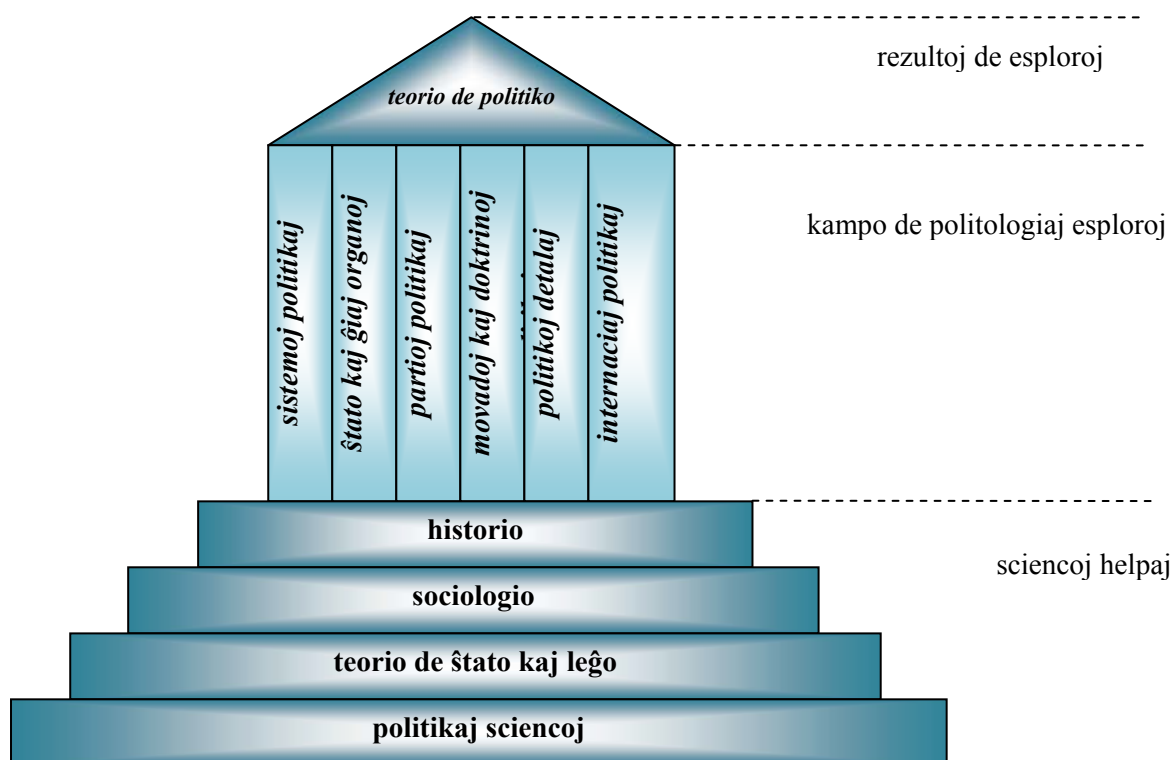 rezultoj de esploroj
teorio de politiko
kampo de politologiaj esploroj
sistemoj politikaj
ŝtato kaj ĝiaj organoj
partioj politikaj
movadoj kaj doktrinoj
politikoj detalaj
internaciaj politikaj
historio
sciencoj helpaj
sociologio
teorio de ŝtato kaj leĝo
politikaj sciencoj